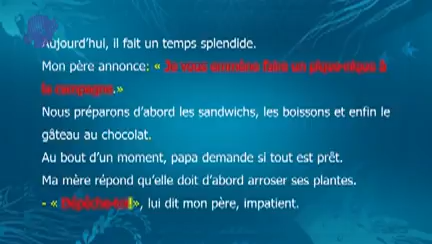 Aujourd'hui, il fait un temps splendide.
Mon père annonce: « Je vous emmène faire un pique-nique à
la campagne.»
Nous préparons d'abord les sandwichs, les boissons et enfin le
gâteau au chocolat.
Au bout d'un moment, papa demande si tout est prêt.
Ma mère répond qu'elle doit d'abord arroser ses plantes.
- « Dépêche-toi!», lui dit mon père, impatient.